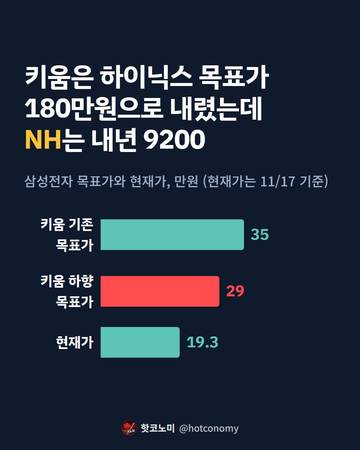 키움은 하이닉스 목표가
180만원으로 내렸는데
NH는 내년 9200
삼성전자 목표가와 현재가, 만원 (현재가는 11/17 기준)
키움 기존
목표가
35
키움 하향
목표가
29
현재가
19.3
핫코노미 @hotconomy